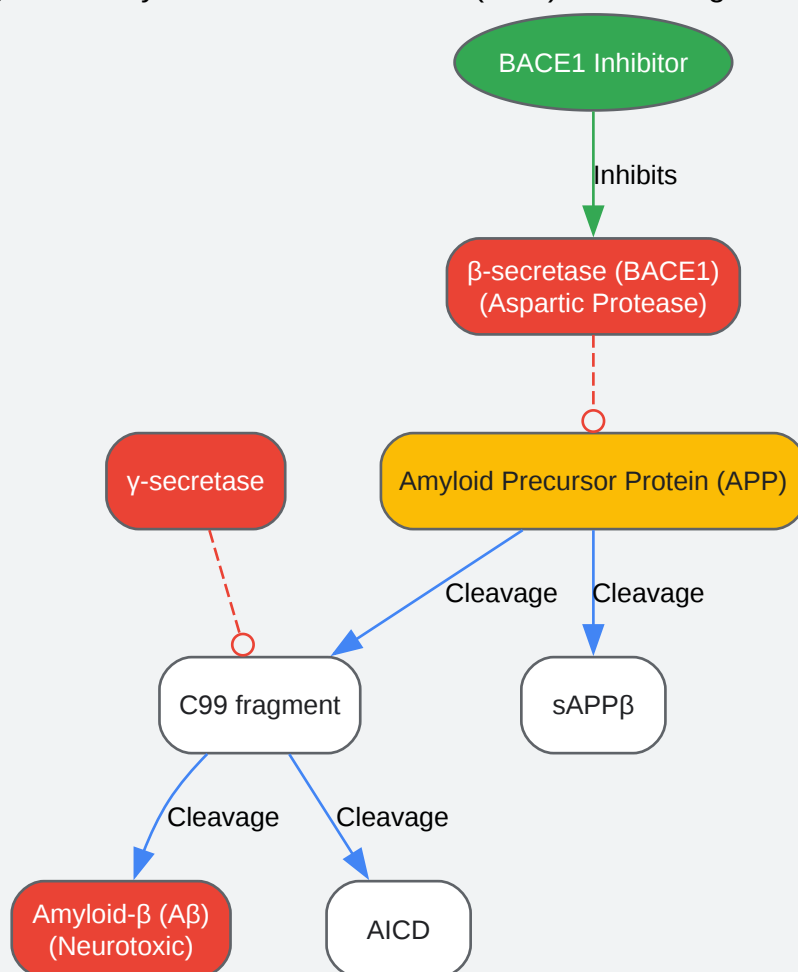 BACE1 Inhibitor
Inhibits
β-secretase (BACE1)
(Aspartic Protease)
γ-secretase
Amyloid Precursor Protein (APP)
Cleavage
Cleavage
C99 fragment
sAPPβ
Cleavage
Cleavage
Amyloid-β (Aβ)
(Neurotoxic)
AICD